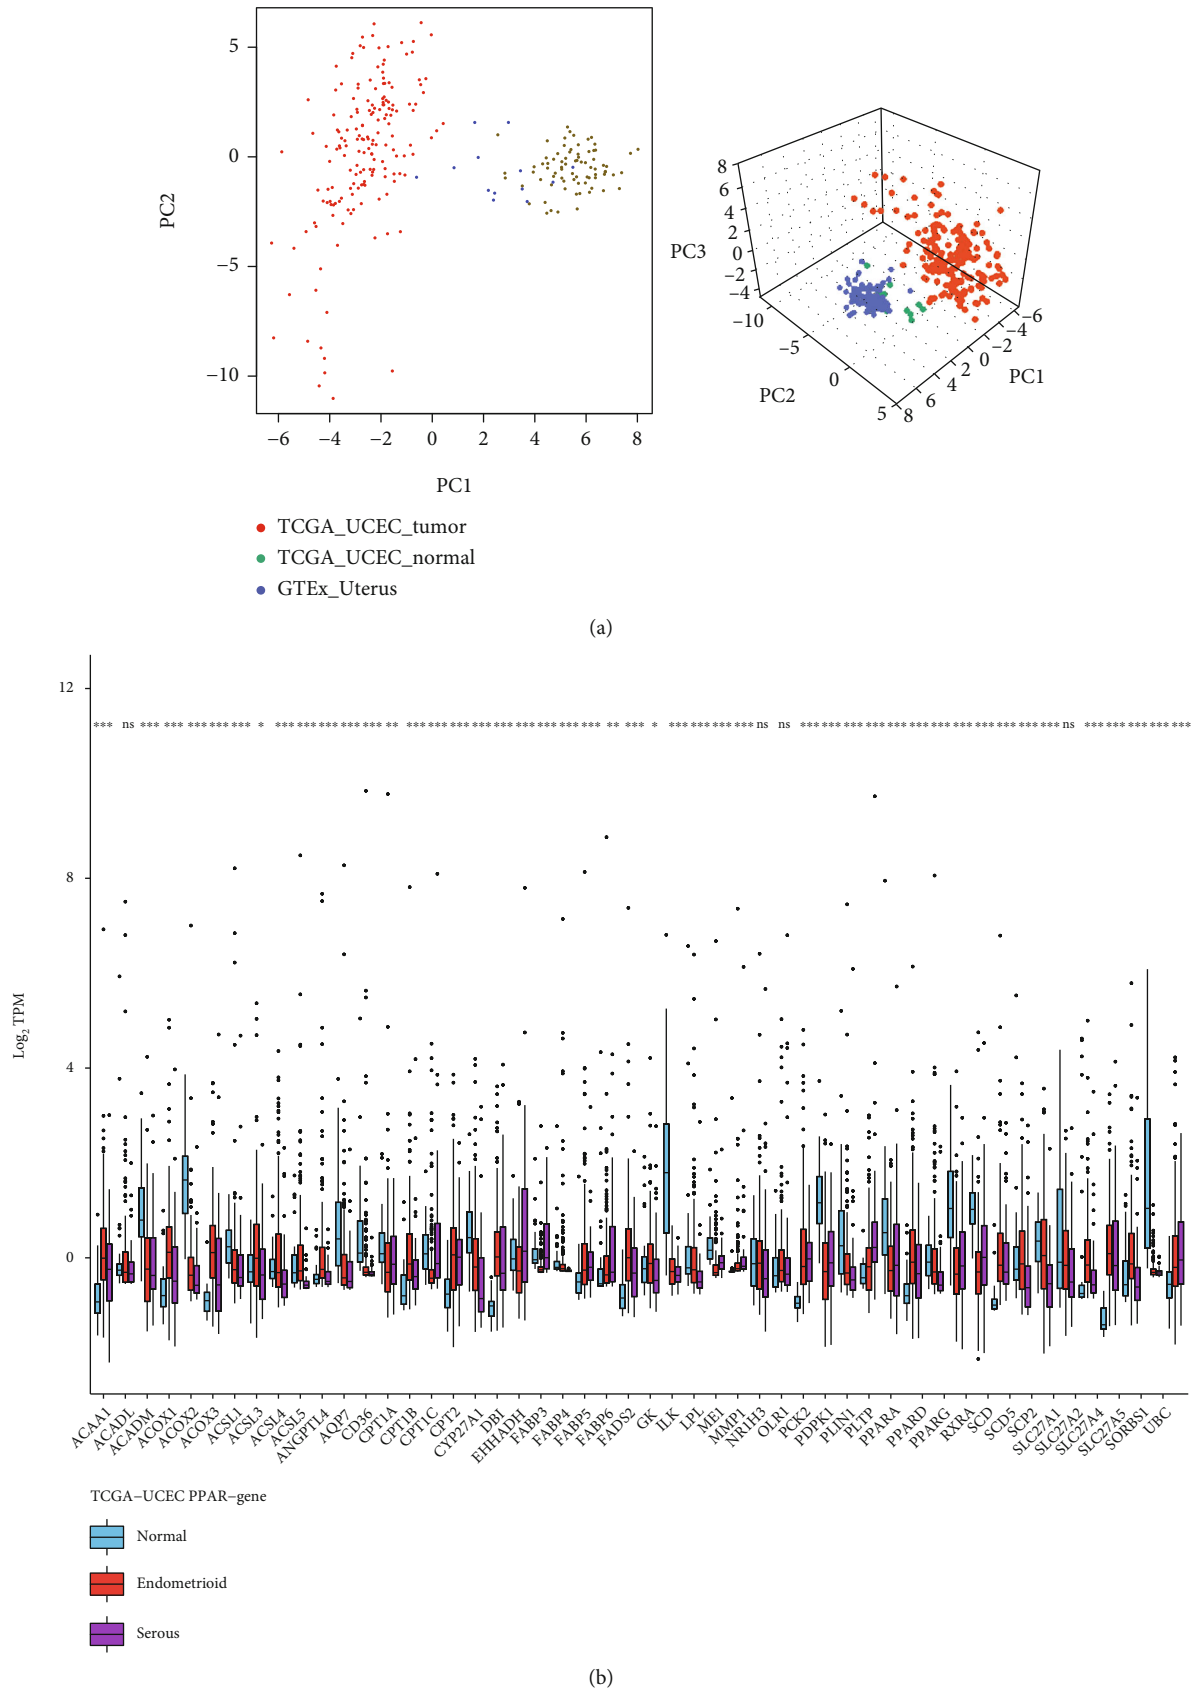 5
0
−5
−10
PC2
−6 −4 −2 0 2 4 6 8
PC1
8
6
4
2
0
−2
−4
PC3
−10
−5
0
5
PC2
8
6
4
2
0
−2
−4
−6
PC1
TCGA_UCEC_tumor
TCGA_UCEC_normal
GTEx_Uterus
(a)
12
8
4
0
Log2 TPM
*** ns *** *** *** *** *** * *** *** *** *** *** ** *** *** *** *** *** *** *** *** *** ** *** * *** *** *** *** ns ns *** *** *** *** *** *** *** *** *** *** *** *** ns *** *** *** *** ***
ACAA1
ACADL
ACADM
ACOX1
ACOX2
ACOX3
ACSL1
ACSL3
ACSL4
ACSL5
ANGPTL4
AQP7
CD36
CPT1A
CPT1B
CPT1C
CPT2
CYP27A1
DBI
EHHADH
FABP3
FABP4
FABP5
FABP6
FADS2
GK
ILK
LPL
ME1
MMP1
NR1H3
OLR1
PCK2
PDPK1
PLIN1
PLTP
PPARA
PPARD
PPARG
RXRA
SCD
SCD5
SCP2
SLC27A1
SLC27A2
SLC27A4
SLC27A5
SORBS1
UBC
TCGA−UCEC PPAR−gene
Normal
Endometrioid
Serous
(b)